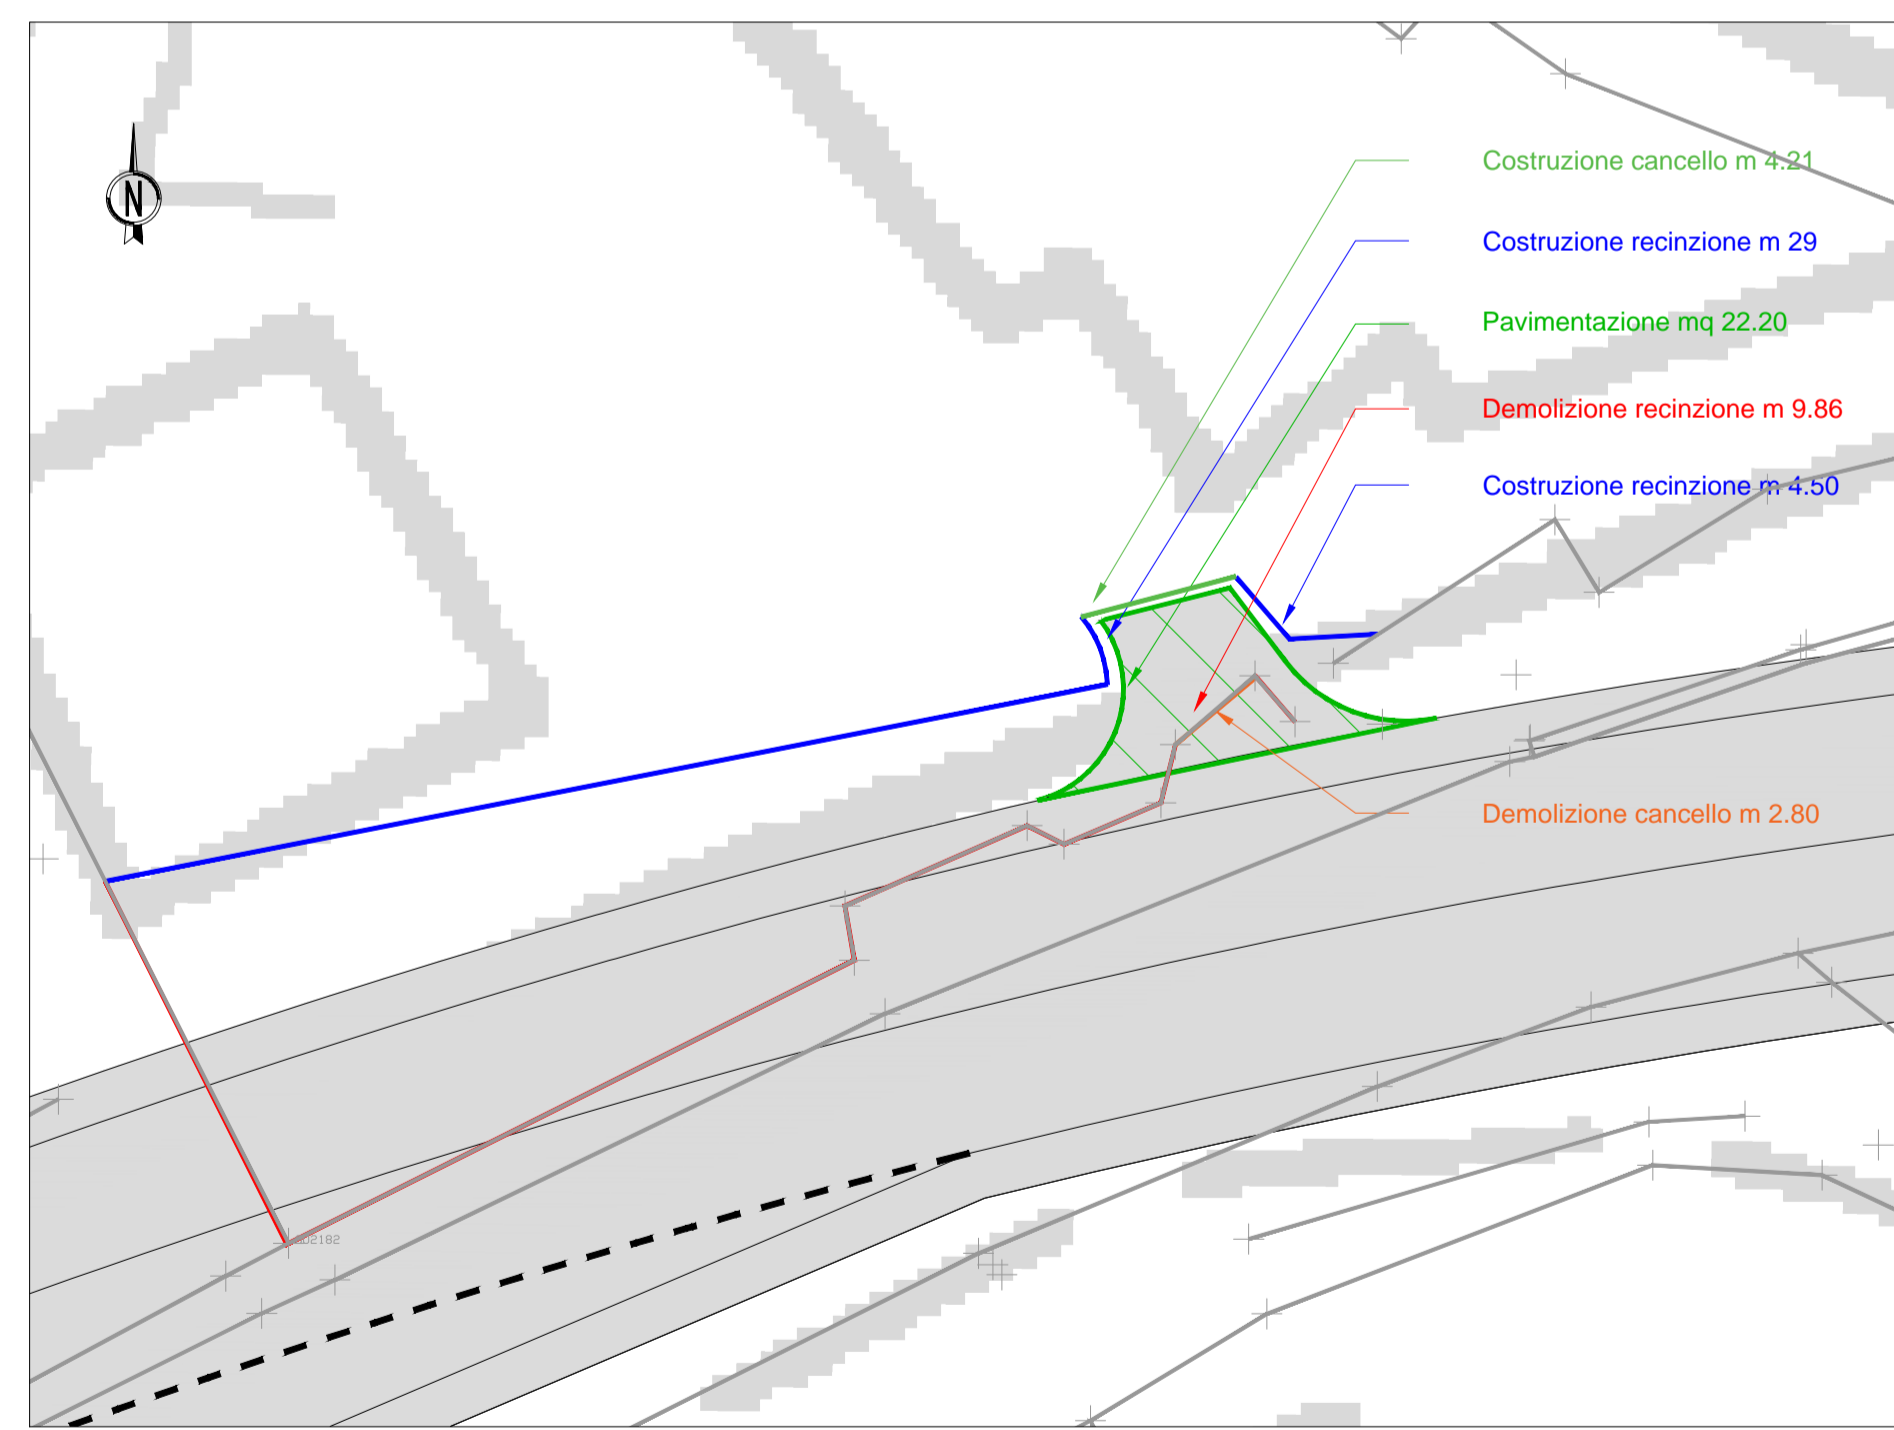 N
Costruzione cancello m 4.21
Costruzione recinzione m 29
Pavimentazione mq 22.20
Demolizione recinzione m 9.86
Costruzione recinzione m 4.50
Demolizione cancello m 2.80